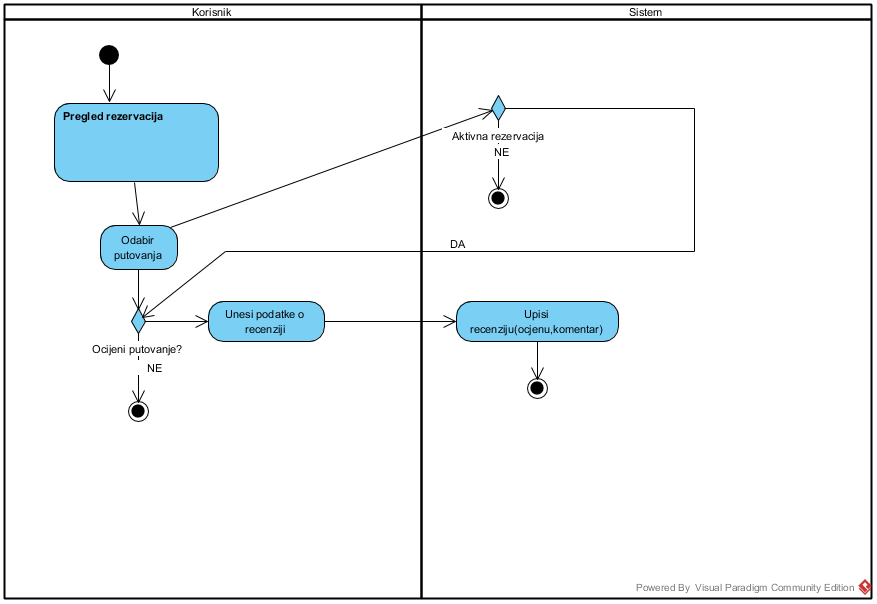 Korisnik
Sistem
Pregled rezervacija
Aktivna rezervacija
NE
Odabir
putovanja
DA
Unesi podatke o
recenziji
Upisi
recenziju(ocjenu,komentar)
Ocijeni putovanje?
NE
Powered By Visual Paradigm Community Edition